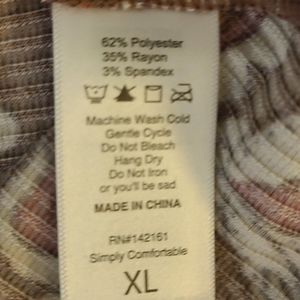 62% Polyester
35% Rayon
3% Spandex
Machine Wash Cold
Gentle Cycle
Do Not Bleach
Hang Dry
Do Not Iron
or you'll be sad
MADE IN CHINA
RN#142161
Simply Comfortable
XL